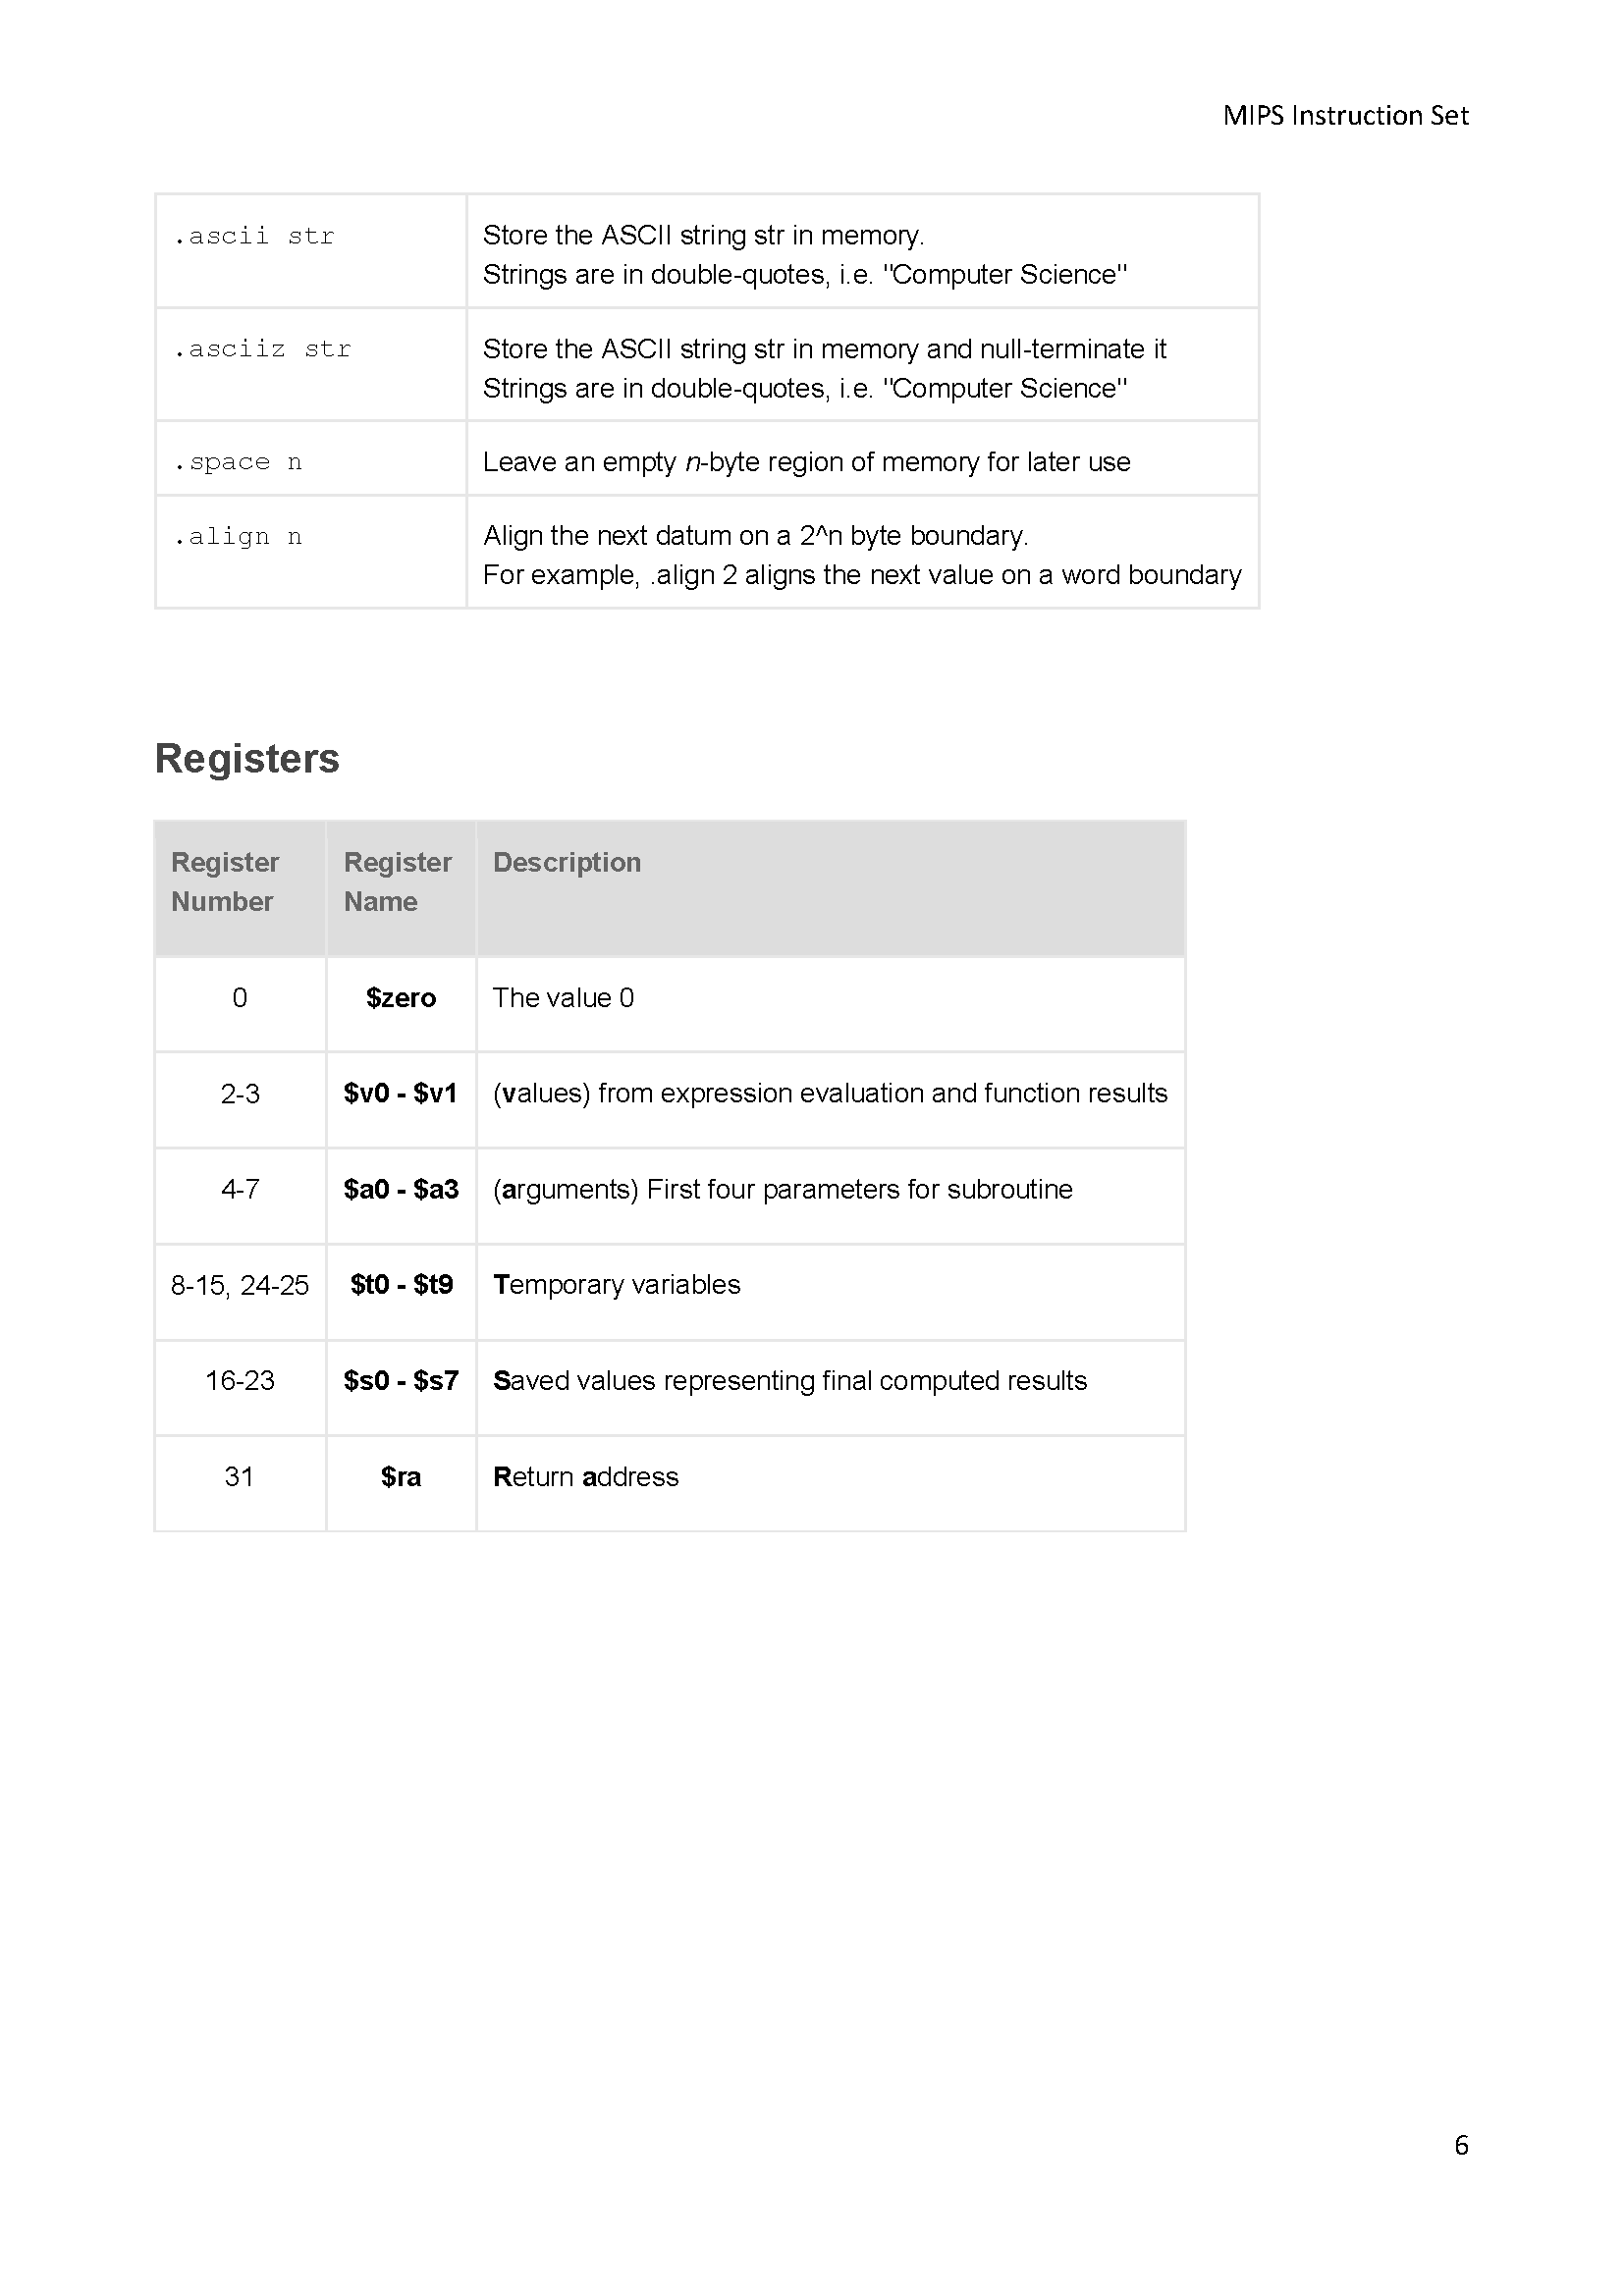 MIPS Instruction Set
.ascii str
Store the ASCII string str in memory.
Strings are in double-quotes, i.e. "Computer Science"
.asciiz str
Store the ASCII string str in memory and null-terminate it
Strings are in double-quotes, i.e. "Computer Science"
.space n
Leave an empty n-byte region of memory for later use
.align n
Align the next datum on a 2^n byte boundary.
For example, .align 2 aligns the next value on a word boundary
Registers
Register
Number
Register
Name
Description
0
$zero
The value 0
2-3
$v0 - $v1
(values) from expression evaluation and function results
4-7
$a0 - $a3
(arguments) First four parameters for subroutine
8-15, 24-25
$t0 - $t9
Temporary variables
16-23
$s0 - $s7
Saved values representing final computed results
31
$ra
Return address
6